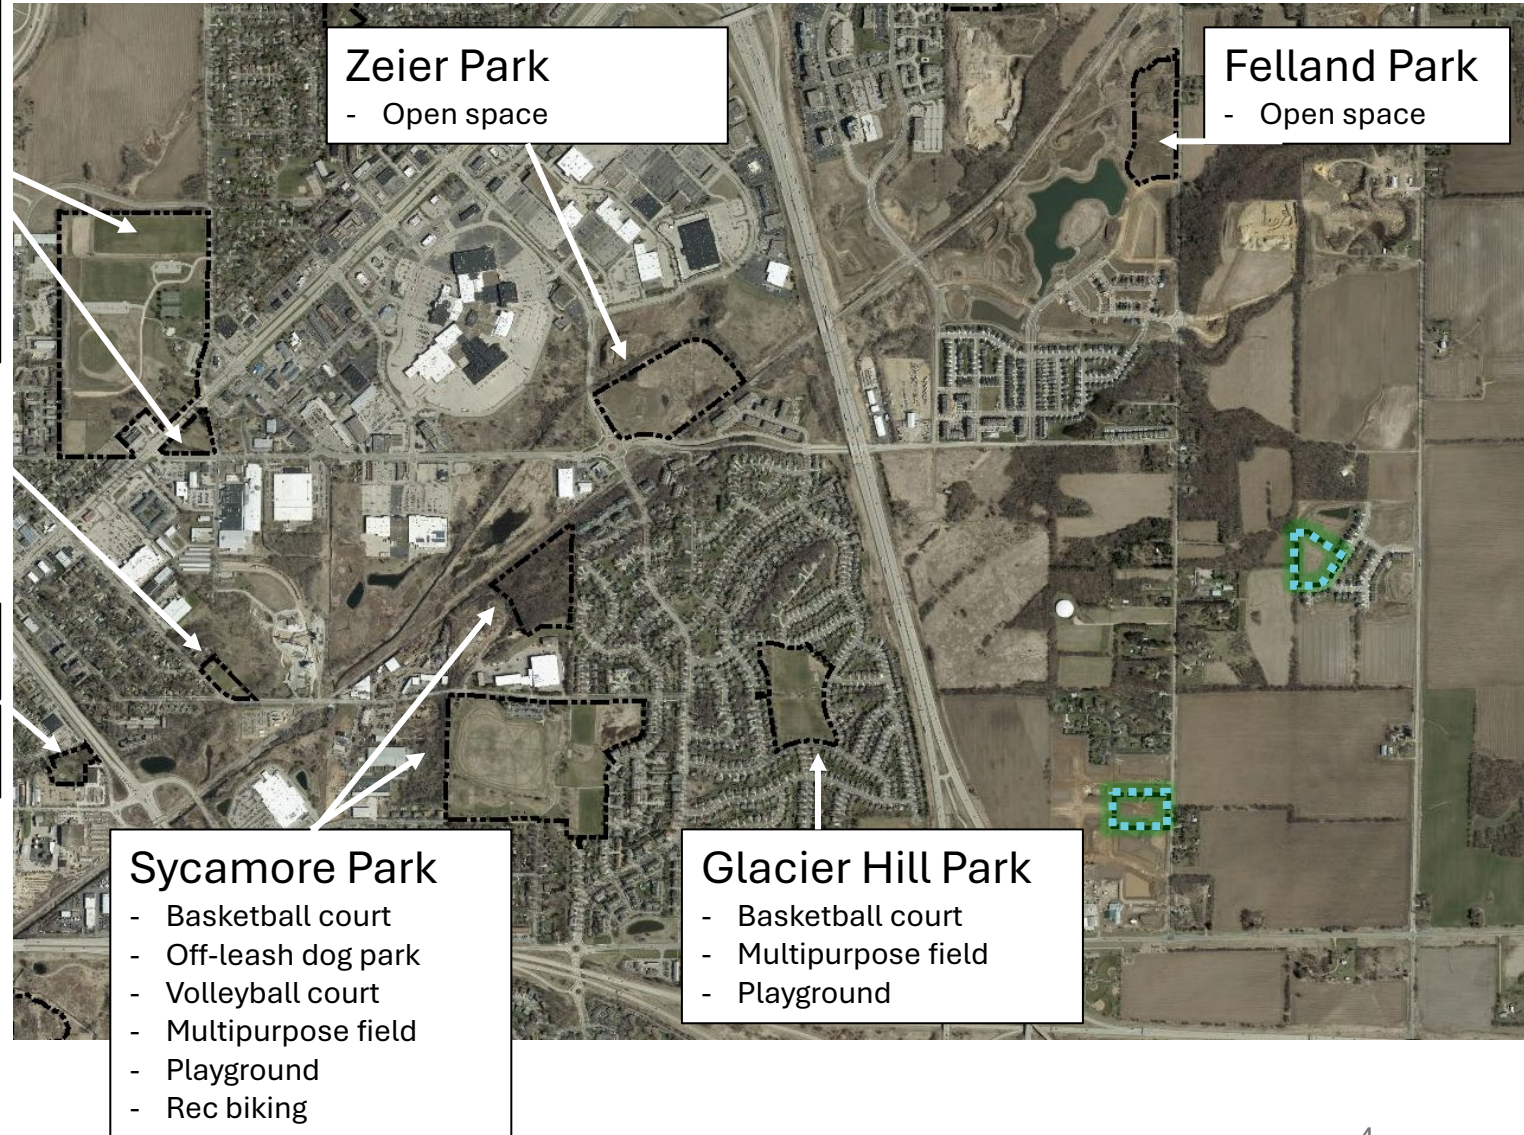 Zeier Park
- Open space
Felland Park
- Open space
Sycamore Park
- Basketball court
- Off-leash dog park
- Volleyball court
- Multipurpose field
- Playground
- Rec biking
Glacier Hill Park
- Basketball court
- Multipurpose field
- Playground